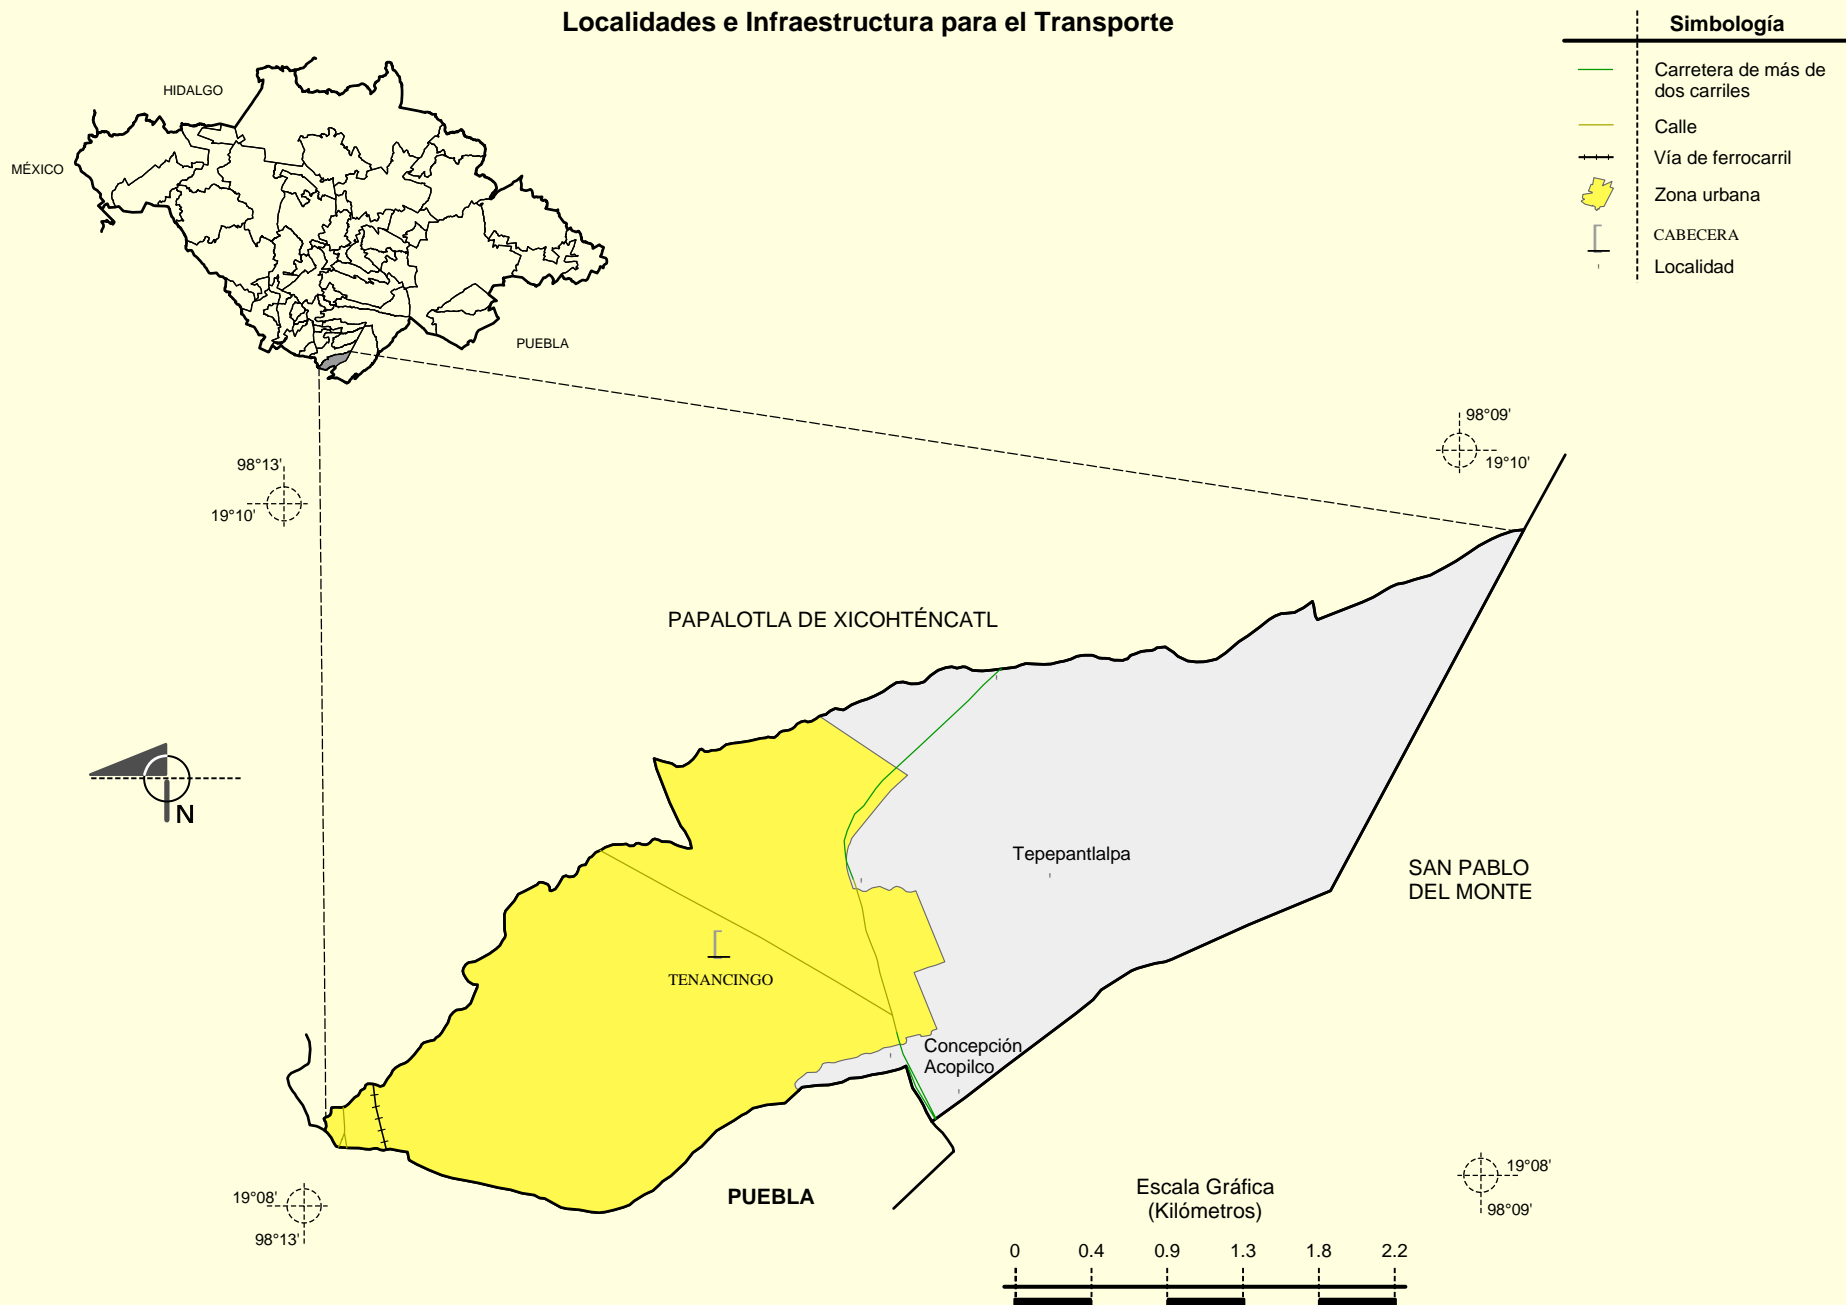 Localidades e Infraestructura para el Transporte
Simbología
Carretera de más de
dos carriles
Calle
Vía de ferrocarril
Zona urbana
CABECERA
Localidad
HIDALGO
MÉXICO
PUEBLA
98°09'
19°10'
98°13'
19°10'
PAPALOTLA DE XICOHTÉNCATL
N
Tepepantlalpa
SAN PABLO
DEL MONTE
TENANCINGO
Concepción
Acopilco
PUEBLA
19°08'
98°13'
19°08'
98°09'
Escala Gráfica
(Kilómetros)
0 0.4 0.9 1.3 1.8 2.2